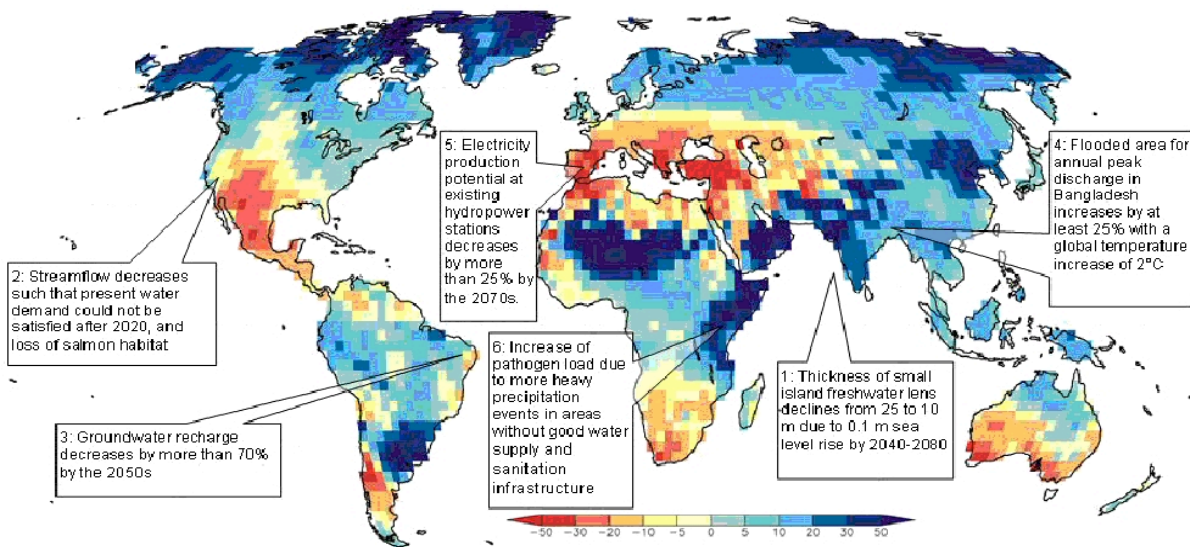 5: Electricity
production
potential at
existing
hydropower
stations
decreases
by more
than 25% by
the 2070s.
4: Flooded area for
annual peak
discharge in
Bangladesh
increases by at
least 25% with a
global temperature
increase of 2°C
2: Streamflow decreases
such that present water
demand could not be
satisfied after 2020, and
loss of salmon habitat
6: Increase of
pathogen load due
to more heavy
precipitation
events in areas
without good water
supply and
sanitation
infrastructure
1: Thickness of small
island freshwater lens
declines from 25 to 10
m due to 0.1 m sea
level rise by 2040-2080
3: Groundwater recharge
decreases by more than 70%
by the 2050s
-50 -30 -20 -10 -5 0 5 10 20 30 50